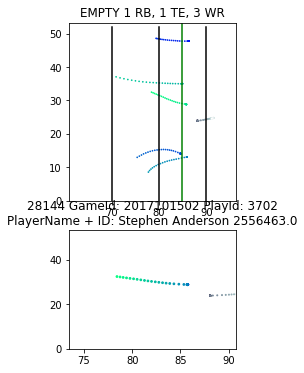 EMPTY 1 RB, 1 TE, 3 WR
50
40
30
20
10
0
70 80 90
28144 GameId: 2017101502 PlayId: 3702
PlayerName + ID: Stephen Anderson 2556463.0
40
20
0
75 80 85 90